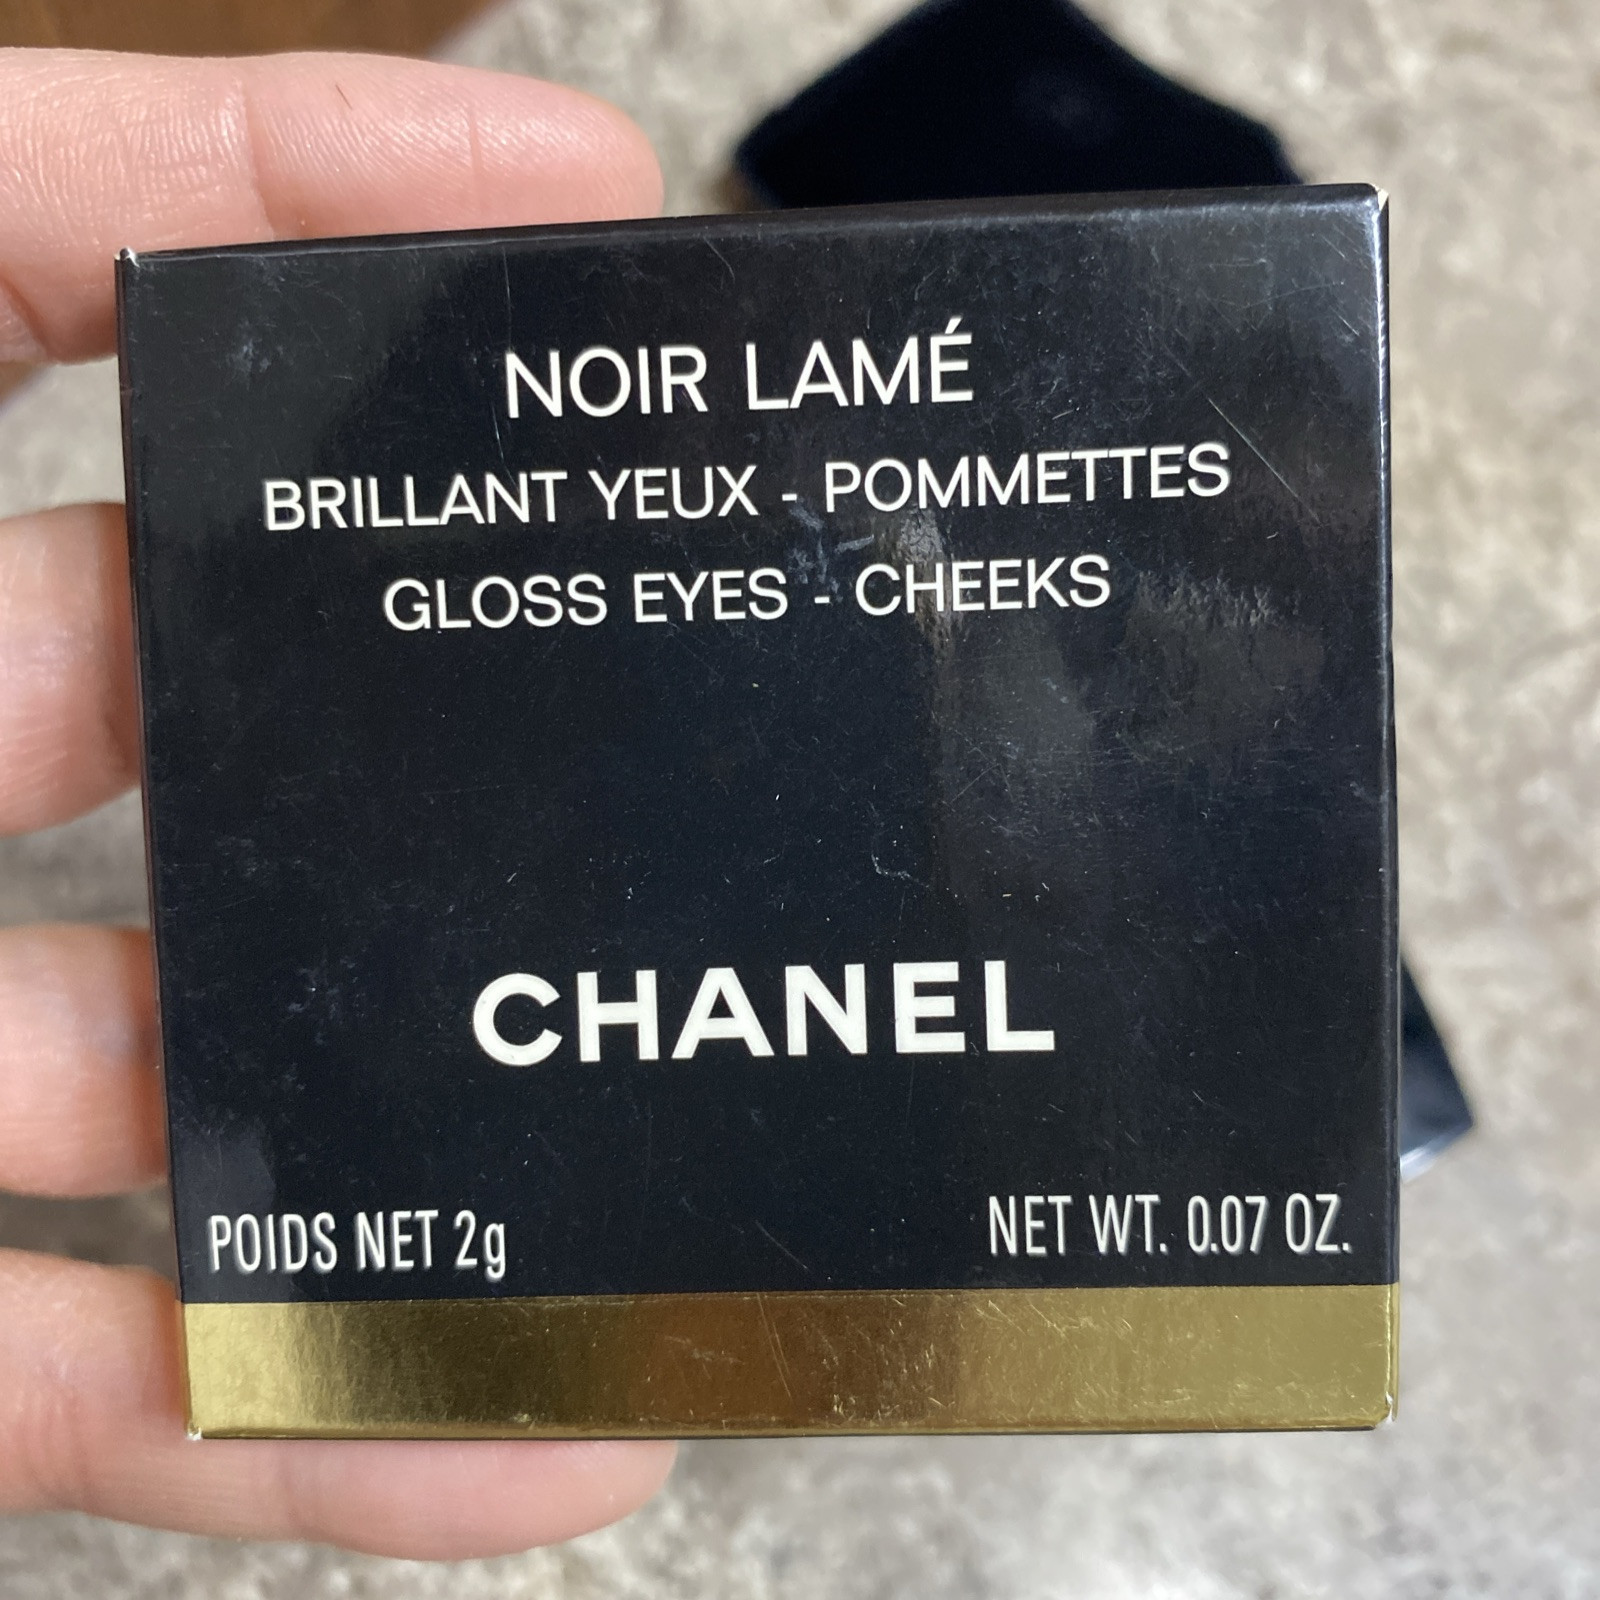 NOIR LAMÉ
BRILLANT YEUX - POMMETTES
GLOSS EYES - CHEEKS
CHANEL
POIDS NET 2g
NET WT. 0.07 OZ.